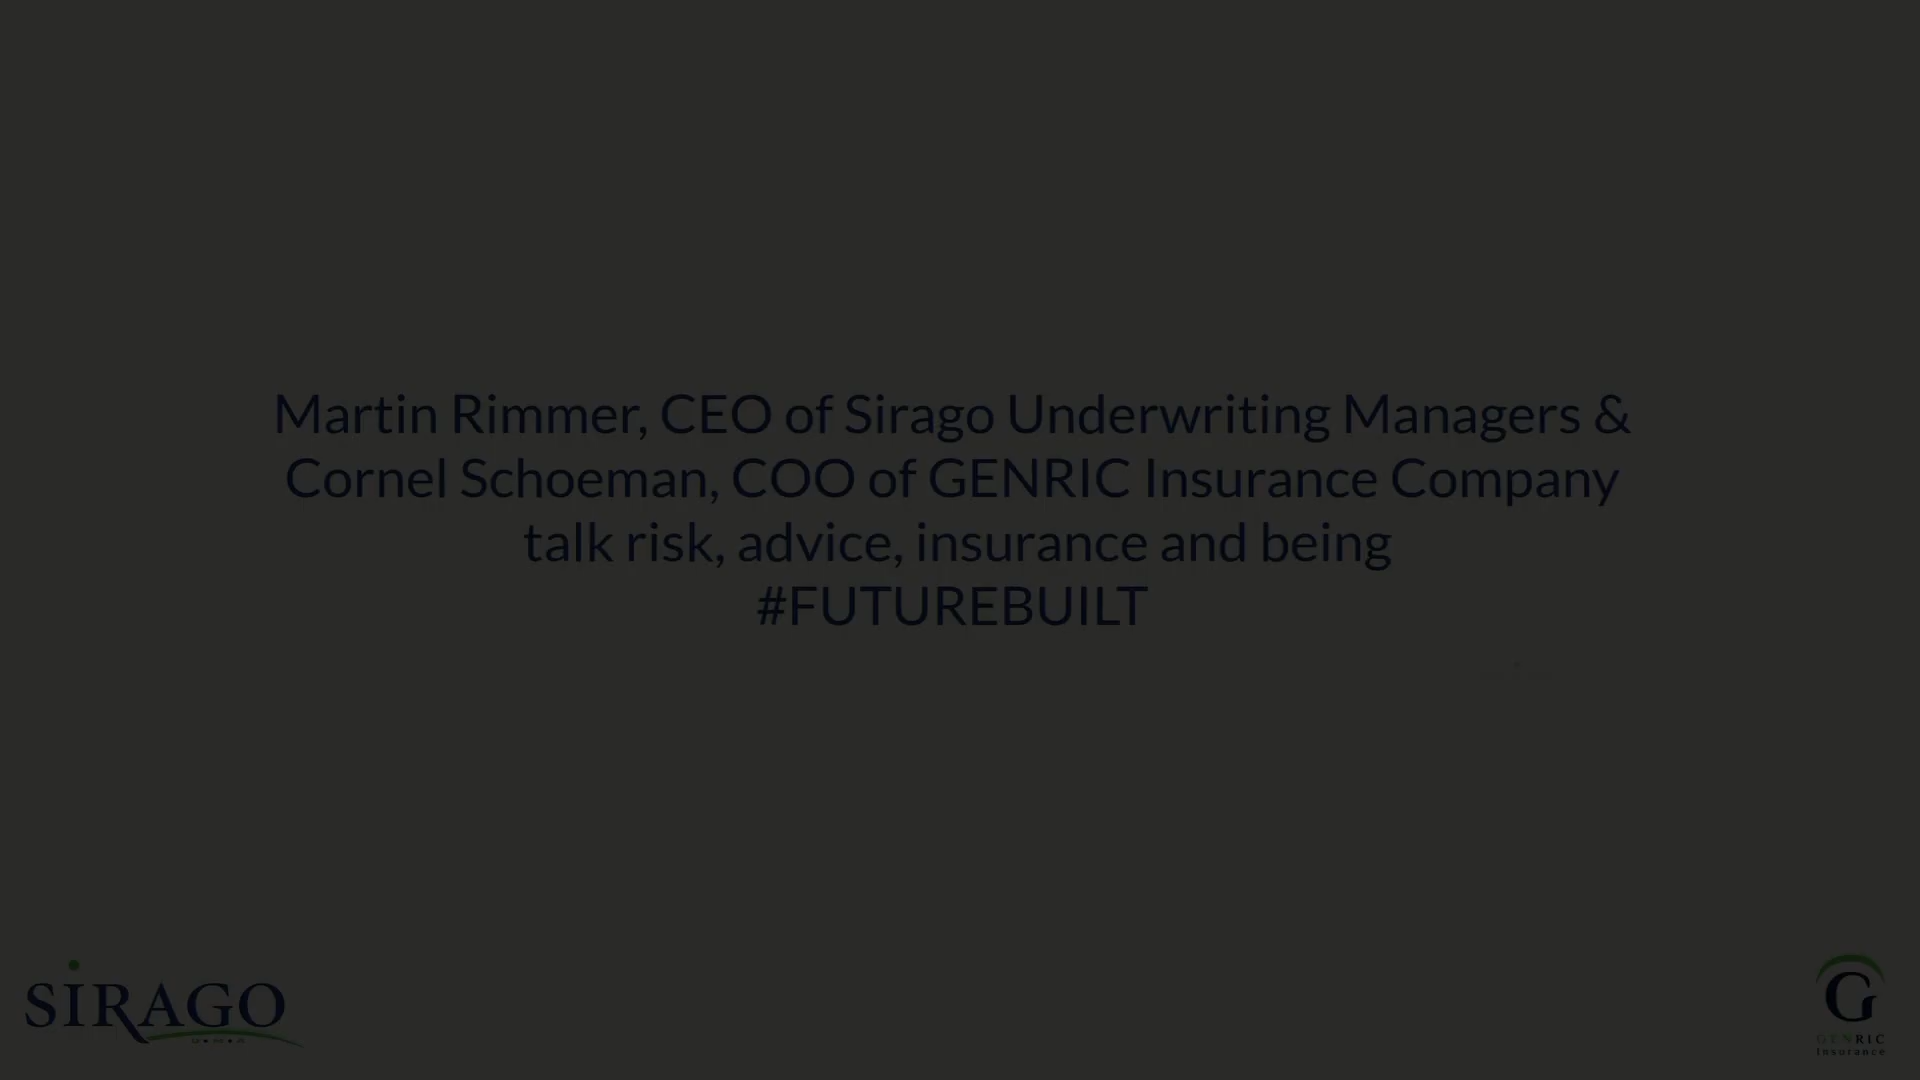 Martin Rimmer, CEO of Sirago Underwriting Managers &
Cornel Schoeman, COO of GENRIC Insurance Company
talk risk, advice, insurance and being
#FUTUREBUILT
SIRAGO
U•M•A
G
GENRIC
Insurance